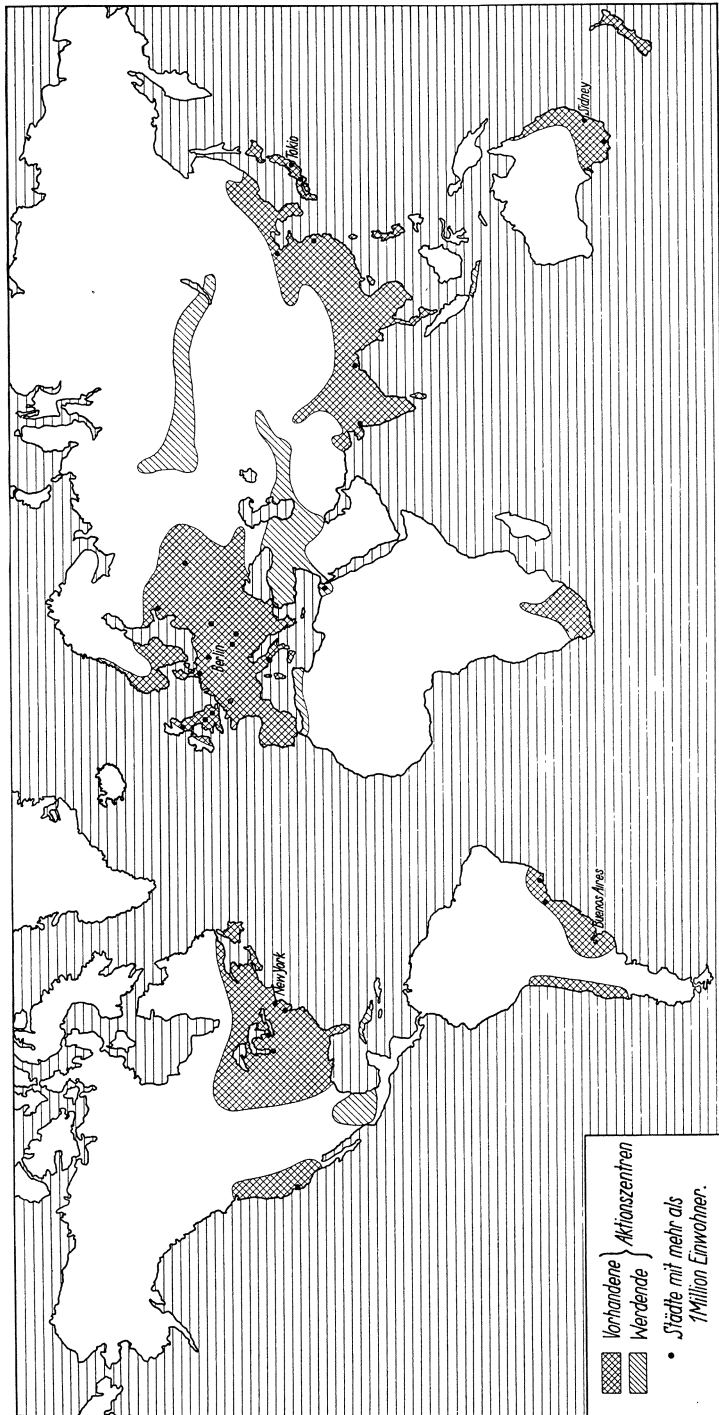 Tokio
Sidney
Berlin
New York
Buenos Aires
Vorhandene
Werdende
Aktionszentren
Städte mit mehr als
1 Million Einwohner.